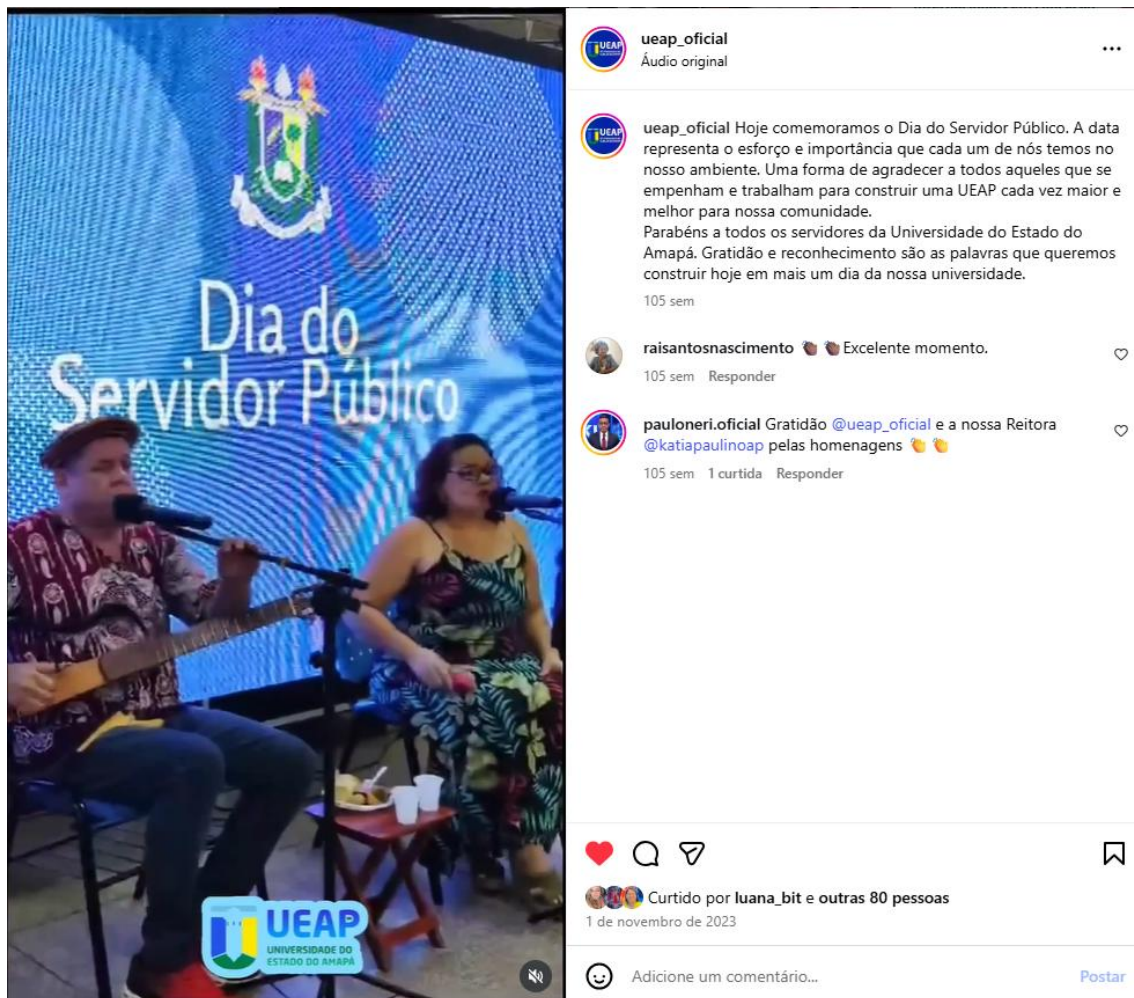 Dia do
Servidor Público
UEAP
UNIVERSIDADE DO
ESTADO DO AMAPÁ
ueap_oficial
Áudio original
ueap_oficial Hoje comemoramos o Dia do Servidor Público. A data
representa o esforço e importância que cada um de nós temos no
nosso ambiente. Uma forma de agradecer a todos aqueles que se
empenham e trabalham para construir uma UEAP cada vez maior e
melhor para nossa comunidade.
Parabéns a todos os servidores da Universidade do Estado do
Amapá. Gratidão e reconhecimento são as palavras que queremos
construir hoje em mais um dia da nossa universidade.
105 sem
raisantosnascimento 👏🏿 👏🏿Excelente momento.
105 sem Responder
pauloneri.oficial Gratidão @ueap_oficial e a nossa Reitora
@katiapaulinoap pelas homenagens 👏 👏
105 sem 1 curtida Responder
Curtido por luana_bit e outras 80 pessoas
1 de novembro de 2023
Adicione um comentário...
Postar